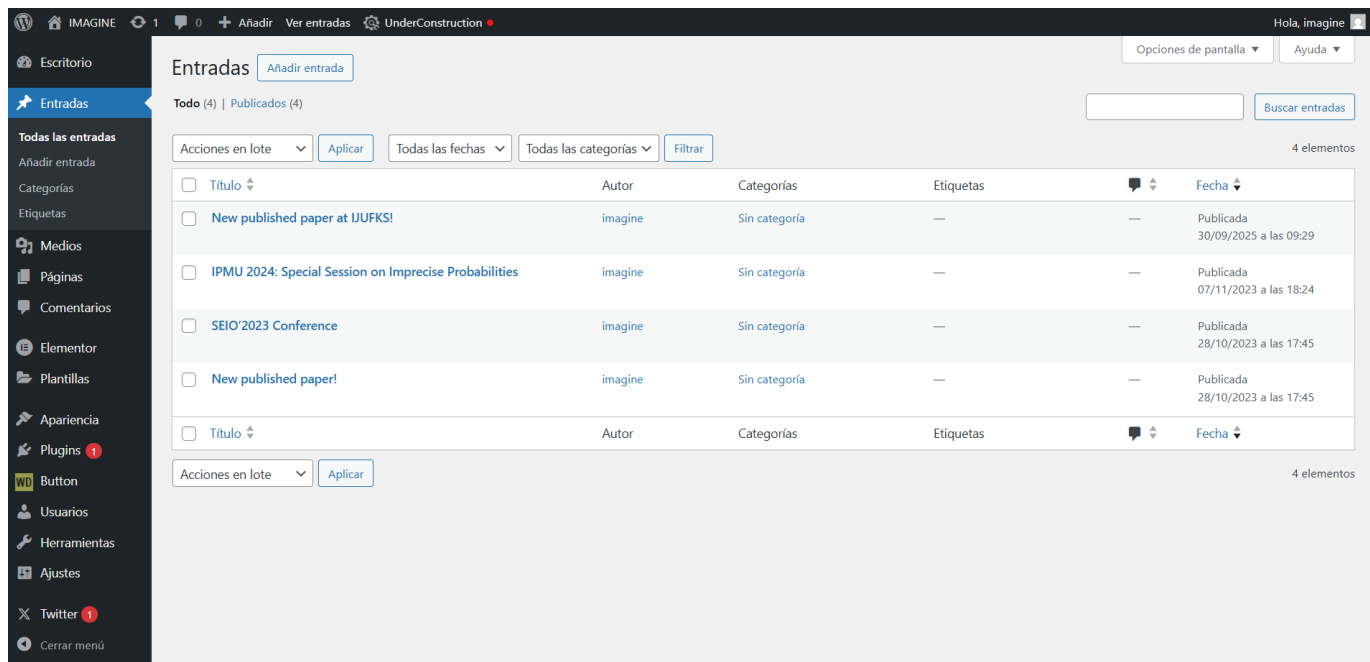 IMAGINE 1 0 Añadir Ver entradas UnderConstruction Hola, imagine
Escritorio
Entradas
Todas las entradas
Añadir entrada
Categorías
Etiquetas
Medios
Páginas
Comentarios
Elementor
Plantillas
Apariencia
Plugins 1
WD Button
Usuarios
Herramientas
Ajustes
Twitter 1
Cerrar menú
Opciones de pantalla Ayuda
Entradas Añadir entrada
Todo (4) | Publicados (4)
Buscar entradas
Acciones en lote Aplicar Todas las fechas Todas las categorías Filtrar 4 elementos
Título Autor Categorías Etiquetas Fecha
New published paper at IJUFKS! imagine Sin categoría — — Publicada
30/09/2025 a las 09:29
IPMU 2024: Special Session on Imprecise Probabilities imagine Sin categoría — — Publicada
07/11/2023 a las 18:24
SEIO'2023 Conference imagine Sin categoría — — Publicada
28/10/2023 a las 17:45
New published paper! imagine Sin categoría — — Publicada
28/10/2023 a las 17:45
Título Autor Categorías Etiquetas Fecha
Acciones en lote Aplicar 4 elementos